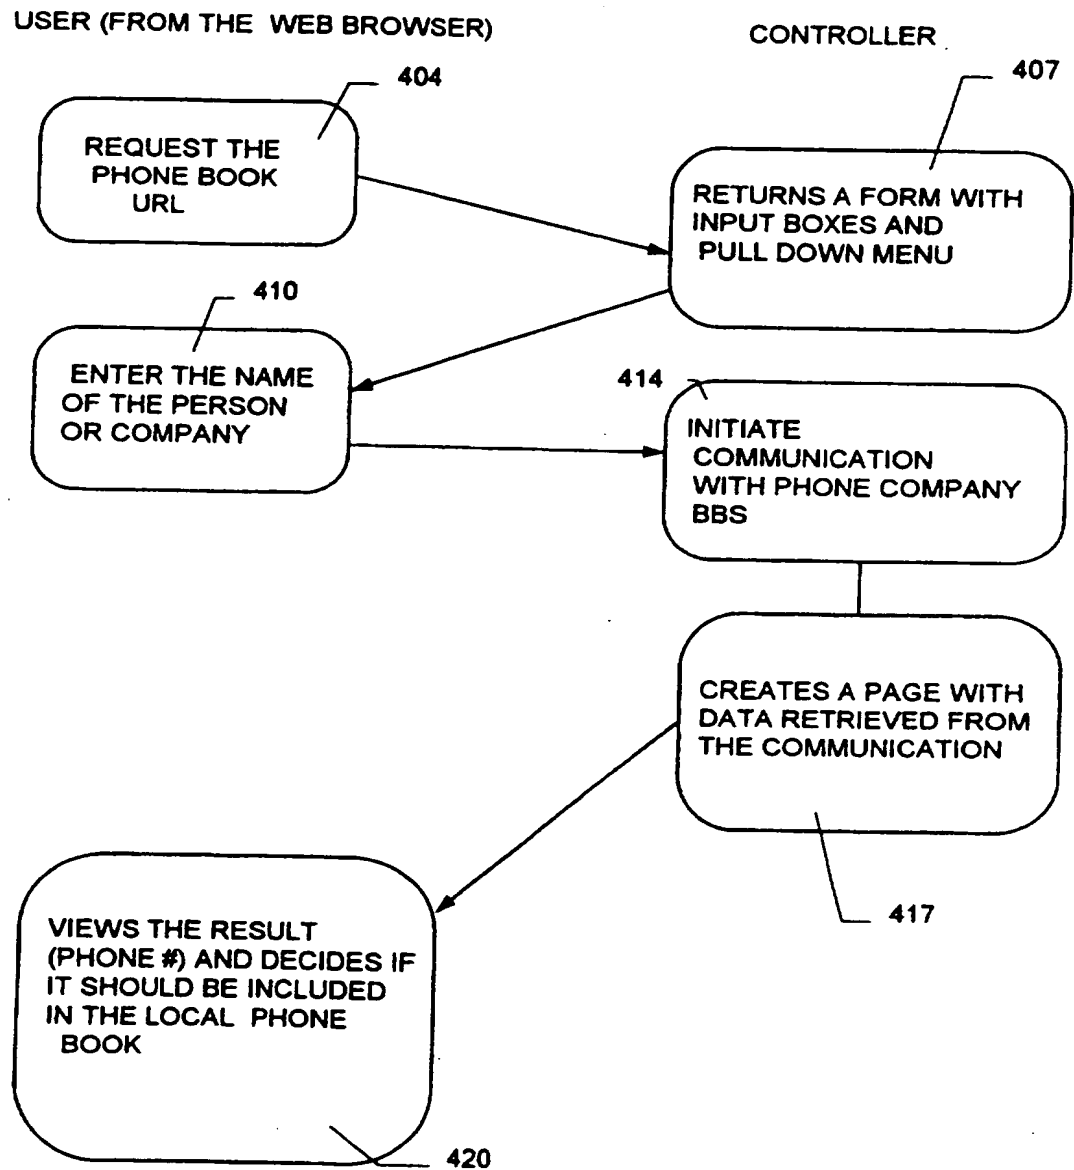 USER (FROM THE WEB BROWSER)
CONTROLLER
404
407
REQUEST THE
PHONE BOOK
URL
RETURNS A FORM WITH
INPUT BOXES AND
PULL DOWN MENU
410
ENTER THE NAME
OF THE PERSON
OR COMPANY
414
INITIATE
COMMUNICATION
WITH PHONE COMPANY
BBS
CREATES A PAGE WITH
DATA RETRIEVED FROM
THE COMMUNICATION
417
VIEWS THE RESULT
(PHONE #) AND DECIDES IF
IT SHOULD BE INCLUDED
IN THE LOCAL PHONE
BOOK
420